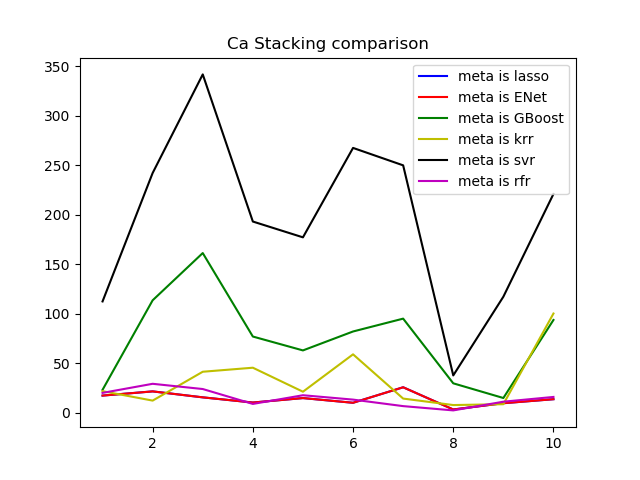 Ca Stacking comparison
350
300
250
200
150
100
50
0
meta is lasso
meta is ENet
meta is GBoost
meta is krr
meta is svr
meta is rfr
2 4 6 8 10